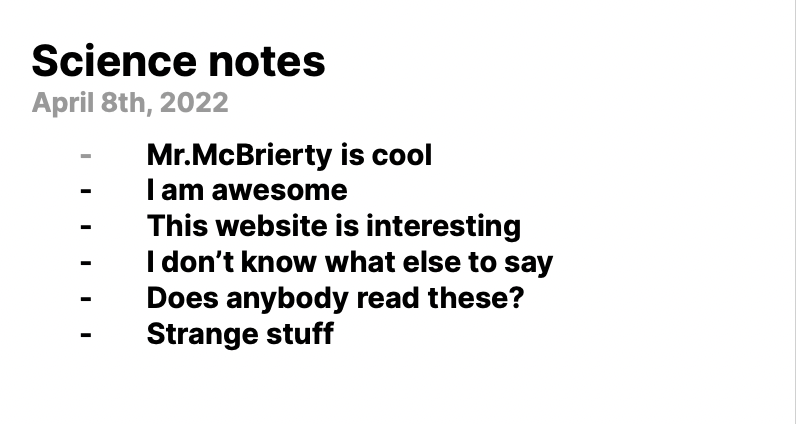 Science notes
April 8th, 2022
- Mr.McBrierty is cool
- I am awesome
- This website is interesting
- I don’t know what else to say
- Does anybody read these?
- Strange stuff